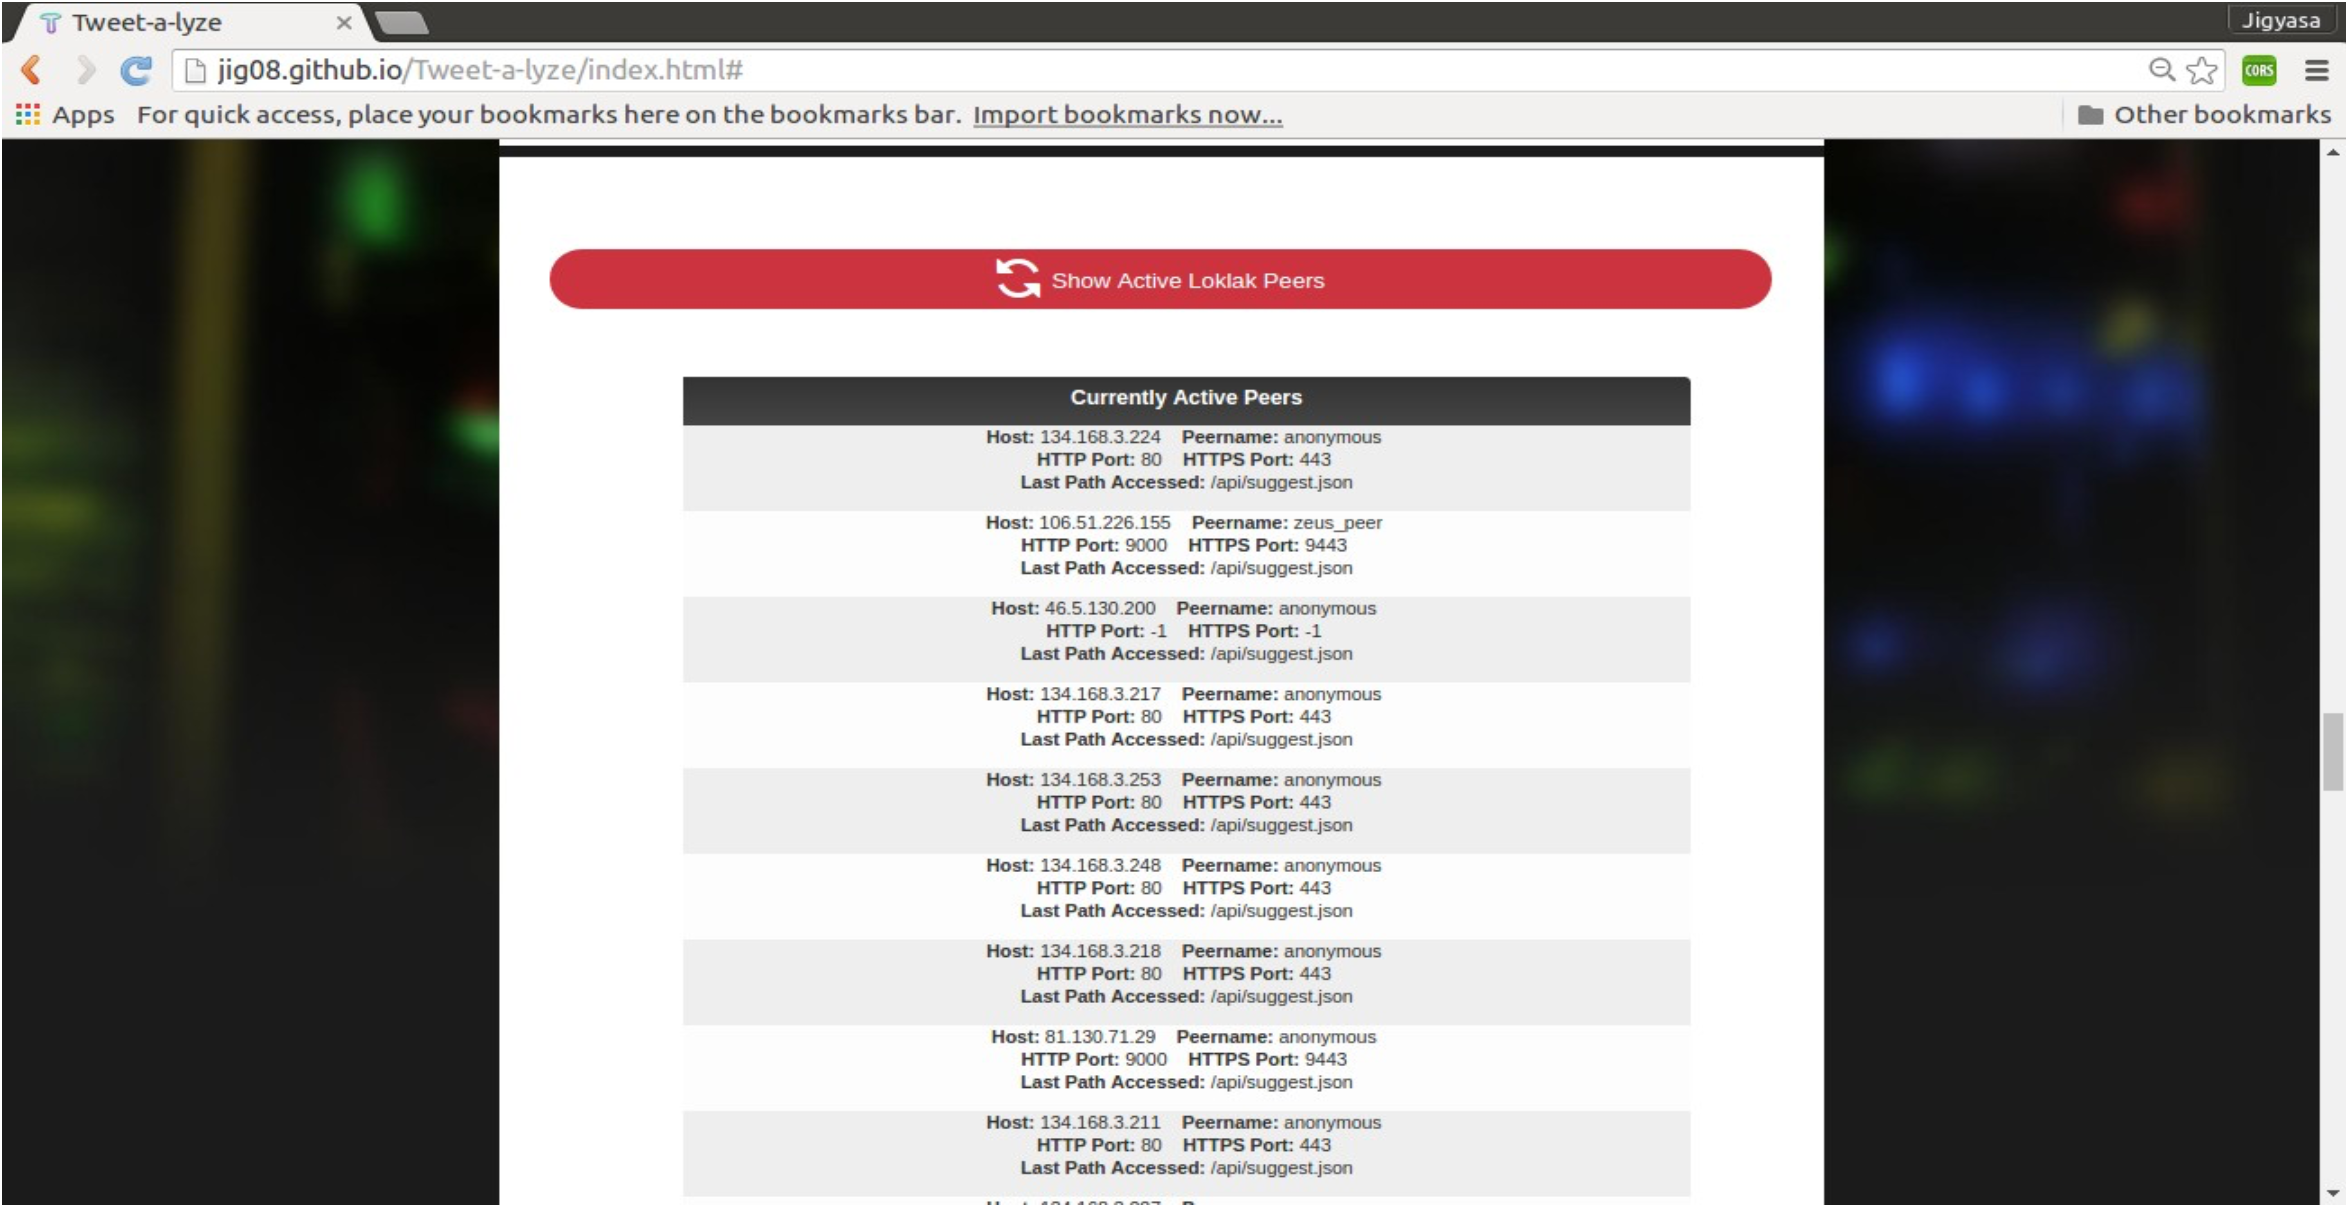 Tweet-a-lyze
Jigyasa
jig08.github.io/Tweet-a-lyze/index.html#
CORS
Apps For quick access, place your bookmarks here on the bookmarks bar. Import bookmarks now...
Other bookmarks
Show Active Loklak Peers
Currently Active Peers
Host: 134.168.3.224 Peername: anonymous
HTTP Port: 80 HTTPS Port: 443
Last Path Accessed: /api/suggest.json
Host: 106.51.226.155 Peername: zeus_peer
HTTP Port: 9000 HTTPS Port: 9443
Last Path Accessed: /api/suggest.json
Host: 46.5.130.200 Peername: anonymous
HTTP Port: -1 HTTPS Port: -1
Last Path Accessed: /api/suggest.json
Host: 134.168.3.217 Peername: anonymous
HTTP Port: 80 HTTPS Port: 443
Last Path Accessed: /api/suggest.json
Host: 134.168.3.253 Peername: anonymous
HTTP Port: 80 HTTPS Port: 443
Last Path Accessed: /api/suggest.json
Host: 134.168.3.248 Peername: anonymous
HTTP Port: 80 HTTPS Port: 443
Last Path Accessed: /api/suggest.json
Host: 134.168.3.218 Peername: anonymous
HTTP Port: 80 HTTPS Port: 443
Last Path Accessed: /api/suggest.json
Host: 81.130.71.29 Peername: anonymous
HTTP Port: 9000 HTTPS Port: 9443
Last Path Accessed: /api/suggest.json
Host: 134.168.3.211 Peername: anonymous
HTTP Port: 80 HTTPS Port: 443
Last Path Accessed: /api/suggest.json